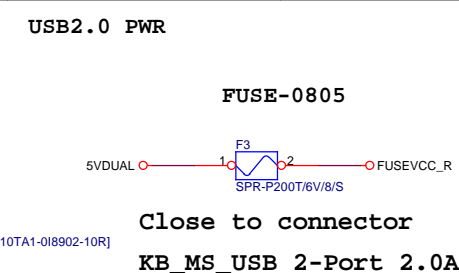 USB2.0 PWR
FUSE-0805
F3
5VDUAL 1 2 FUSEVCC_R
SPR-P200T/6V/8/S
Close to connector
10TA1-0I8902-10R]
KB_MS_USB 2-Port 2.0A